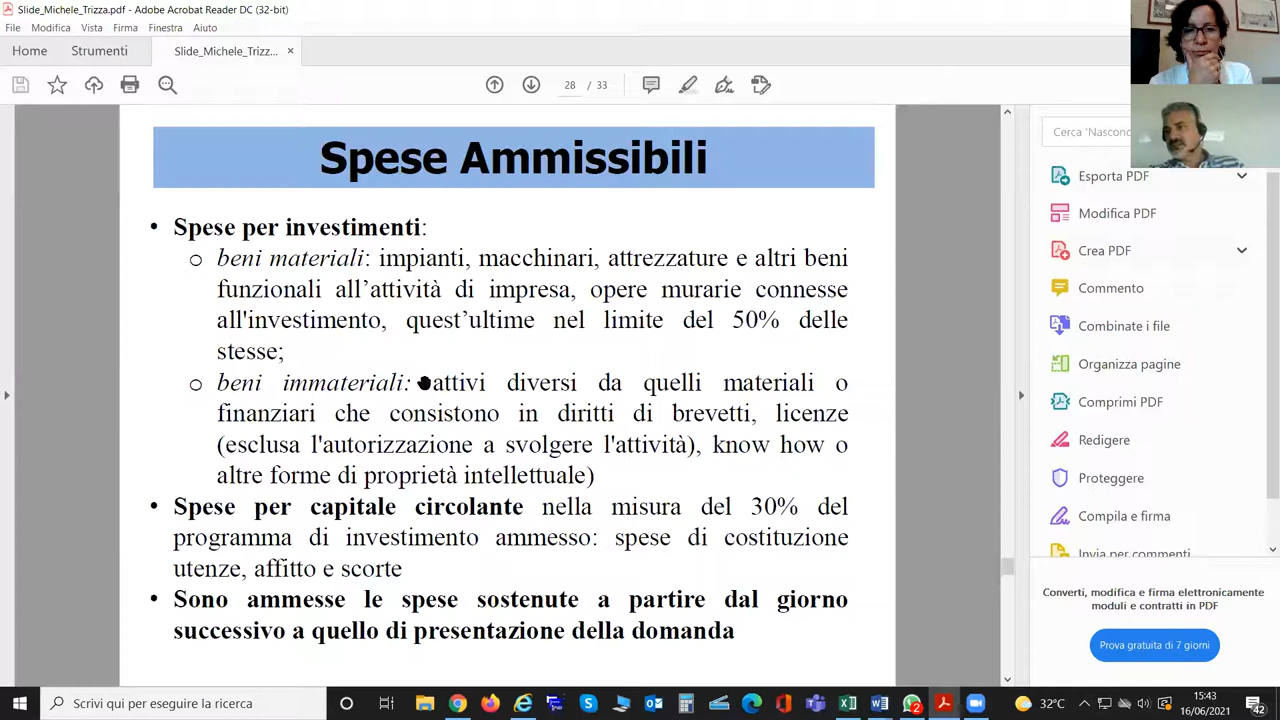 Slide_Michele_Trizza.pdf - Adobe Acrobat Reader DC (32-bit)
File Modifica Vista Firma Finestra Aiuto
Home Strumenti Slide_Michele_Trizz... ×
28 / 33
Spese Ammissibili
• Spese per investimenti:
o beni materiali: impianti, macchinari, attrezzature e altri beni
funzionali all’attività di impresa, opere murarie connesse
all'investimento, quest’ultime nel limite del 50% delle
stesse;
o beni immateriali: attivi diversi da quelli materiali o
finanziari che consistono in diritti di brevetti, licenze
(esclusa l'autorizzazione a svolgere l'attività), know how o
altre forme di proprietà intellettuale)
• Spese per capitale circolante nella misura del 30% del
programma di investimento ammesso: spese di costituzione
utenze, affitto e scorte
• Sono ammesse le spese sostenute a partire dal giorno
successivo a quello di presentazione della domanda
Cerca 'Nascond
Esporta PDF
Modifica PDF
Crea PDF
Commento
Combinate i file
Organizza pagine
Comprimi PDF
Redigere
Proteggere
Compila e firma
Invia per commenti
Converti, modifica e firma elettronicamente
moduli e contratti in PDF
Prova gratuita di 7 giorni
Scrivi qui per eseguire la ricerca
2
32°C
15:43
16/06/2021
42